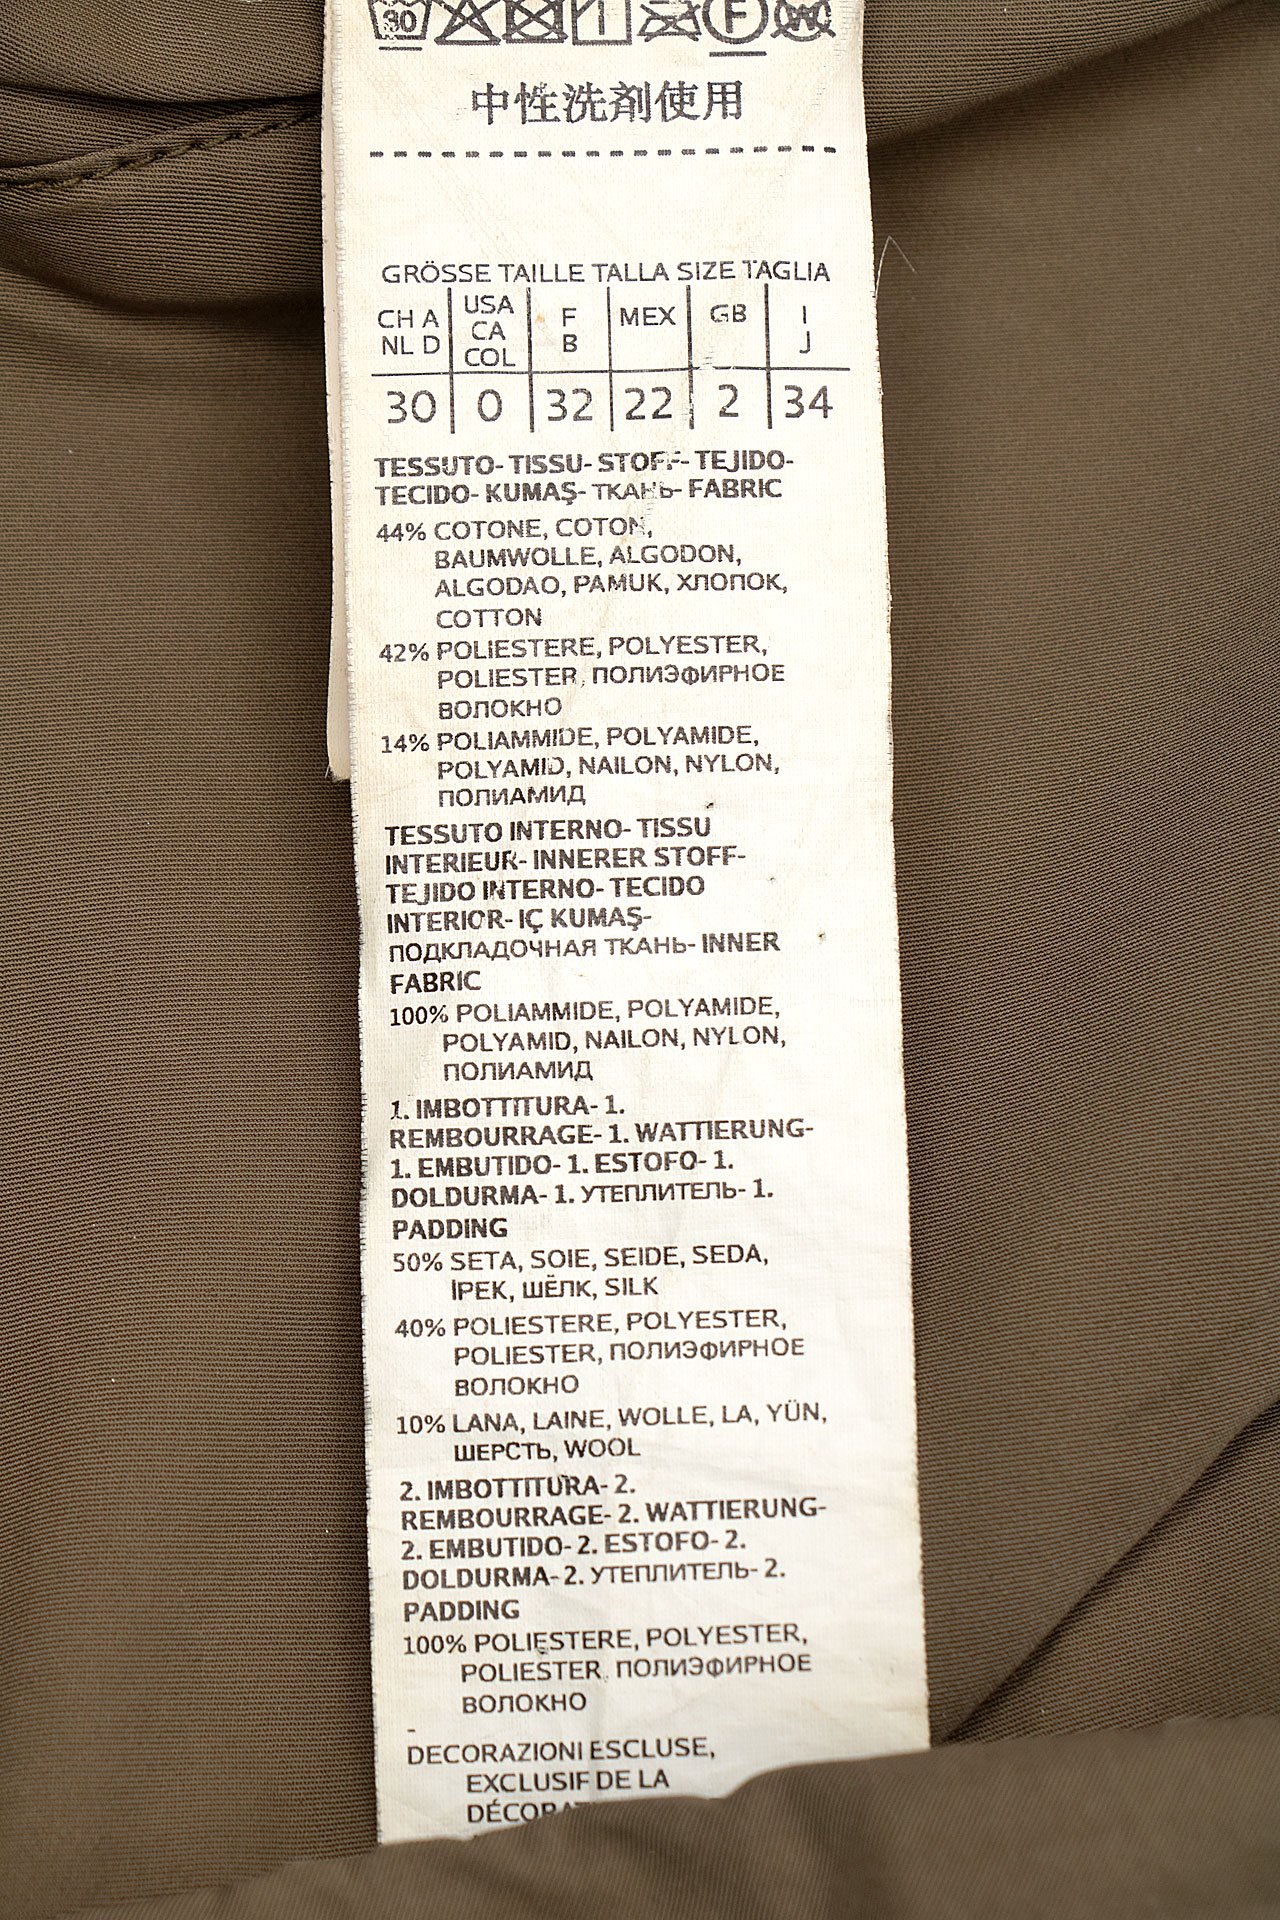 30
F
W
中性洗剤使用
GRÖSSE TAILLE TALLA SIZE TAGLIA
CH A NL D USA CA COL F B MEX GB I J
30 0 32 22 2 34
TESSUTO- TISSU- STOFF- TEJIDO-
TECIDO- KUMAŞ- ТКАНЬ- FABRIC
44% COTONE, COTON,
BAUMWOLLE, ALGODON,
ALGODAO, PAMUK, ХЛОПОК,
COTTON
42% POLIESTERE, POLYESTER,
POLIESTER, ПОЛИЭФИРНОЕ
ВОЛОКНО
14% POLIAMMIDE, POLYAMIDE,
POLYAMID, NAILON, NYLON,
ПОЛИАМИД
TESSUTO INTERNO- TISSU
INTERIEUR- INNERER STOFF-
TEJIDO INTERNO- TECIDO
INTERIOR- IÇ KUMAŞ-
ПОДКЛАДОЧНАЯ ТКАНЬ- INNER
FABRIC
100% POLIAMMIDE, POLYAMIDE,
POLYAMID, NAILON, NYLON,
ПОЛИАМИД
1. IMBOTTITURA- 1.
REMBOURRAGE- 1. WATTIERUNG-
1. EMBUTIDO- 1. ESTOFO- 1.
DOLDURMA- 1. УТЕПЛИТЕЛЬ- 1.
PADDING
50% SETA, SOIE, SEIDE, SEDA,
İPEK, ШЁЛК, SILK
40% POLIESTERE, POLYESTER,
POLIESTER, ПОЛИЭФИРНОЕ
ВОЛОКНО
10% LANA, LAINE, WOLLE, LA, YÜN,
ШЕРСТЬ, WOOL
2. IMBOTTITURA- 2.
REMBOURRAGE- 2. WATTIERUNG-
2. EMBUTIDO- 2. ESTOFO- 2.
DOLDURMA- 2. УТЕПЛИТЕЛЬ- 2.
PADDING
100% POLIESTERE, POLYESTER,
POLIESTER, ПОЛИЭФИРНОЕ
ВОЛОКНО
-
DECORAZIONI ESCLUSE,
EXCLUSIF DE LA